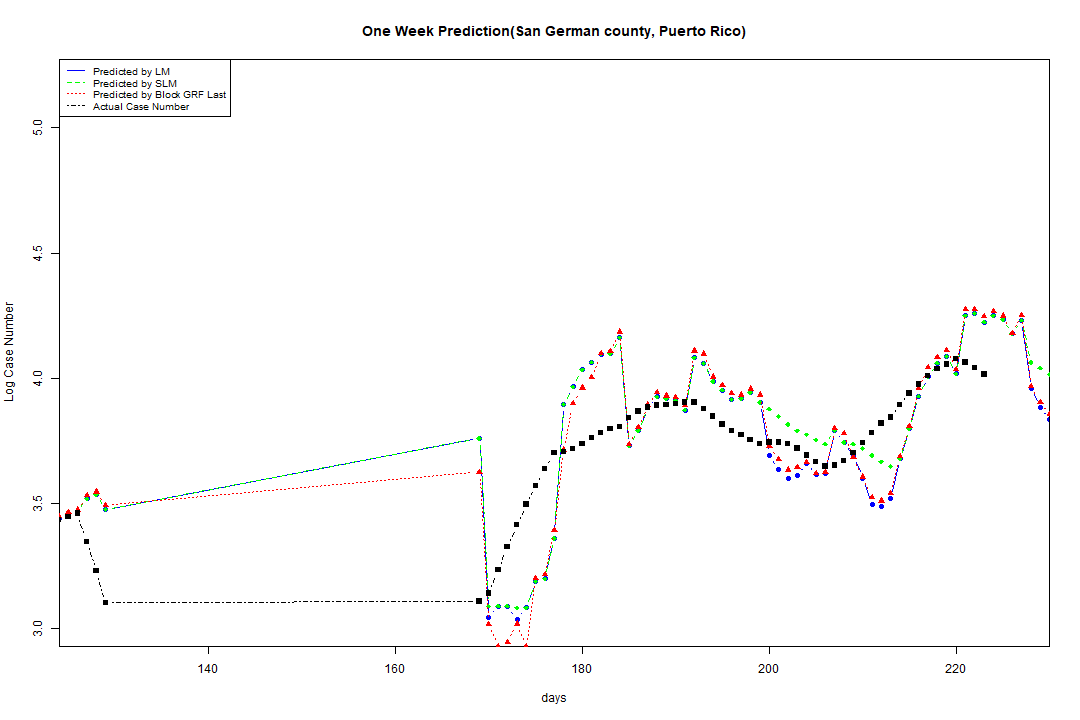 One Week Prediction(San German county, Puerto Rico)
Predicted by LM
Predicted by SLM
Predicted by Block GRF Last
Actual Case Number
5.0
4.5
4.0
3.5
3.0
Log Case Number
140 160 180 200 220
days